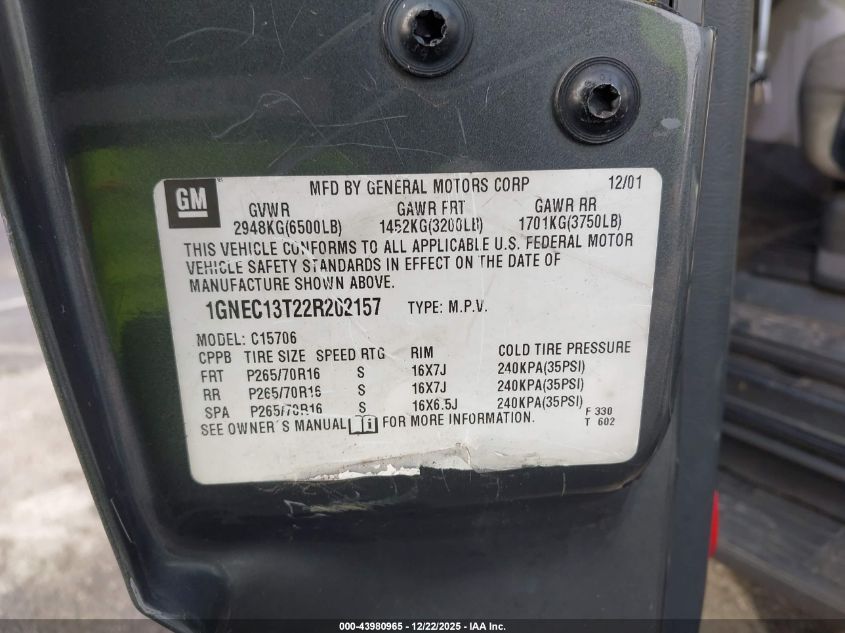 GM
MFD BY GENERAL MOTORS CORP 12/01
GVWR GAWR FRT GAWR RR
2948KG(6500LB) 1452KG(3200LB) 1701KG(3750LB)
THIS VEHICLE CONFORMS TO ALL APPLICABLE U.S. FEDERAL MOTOR
VEHICLE SAFETY STANDARDS IN EFFECT ON THE DATE OF
MANUFACTURE SHOWN ABOVE.
1GNEC13T22R202157 TYPE: M.P.V.
MODEL: C15706
CPPB TIRE SIZE SPEED RTG RIM COLD TIRE PRESSURE
FRT P265/70R16 S 16X7J 240KPA(35PSI)
RR P265/70R16 S 16X7J 240KPA(35PSI)
SPA P265/70R16 S 16X6.5J 240KPA(35PSI)
SEE OWNER'S MANUAL i FOR MORE INFORMATION.
F 330
T 602
000-43980965 • 12/22/2025 • IAA Inc.